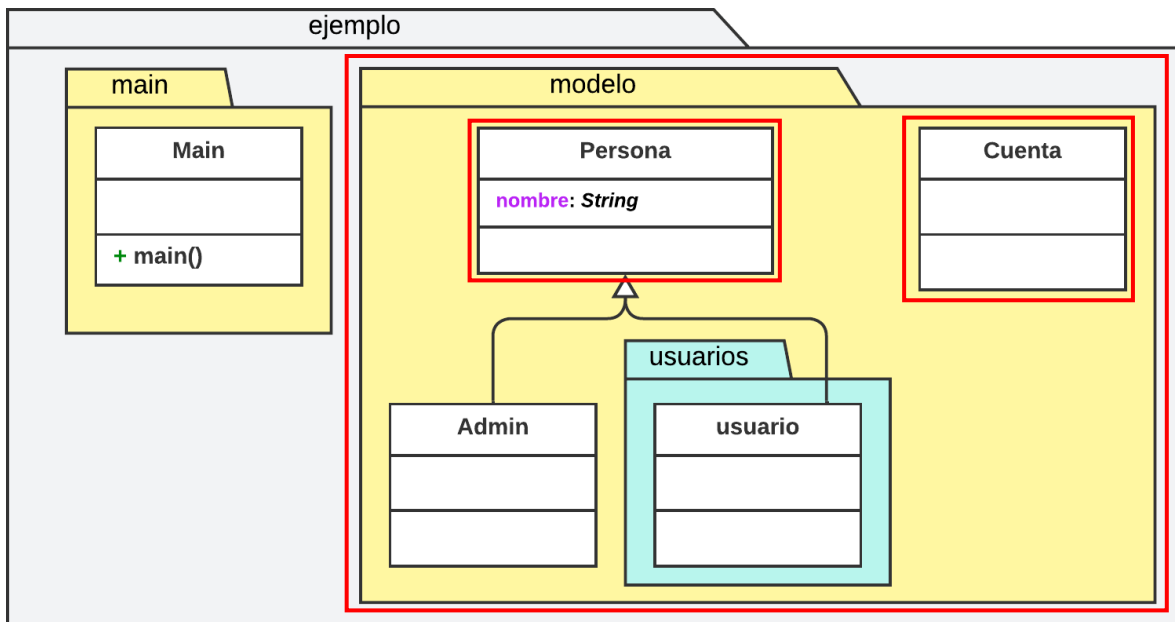 ejemplo
main
Main
+ main()
modelo
Persona
nombre: String
Cuenta
Admin
usuarios
usuario